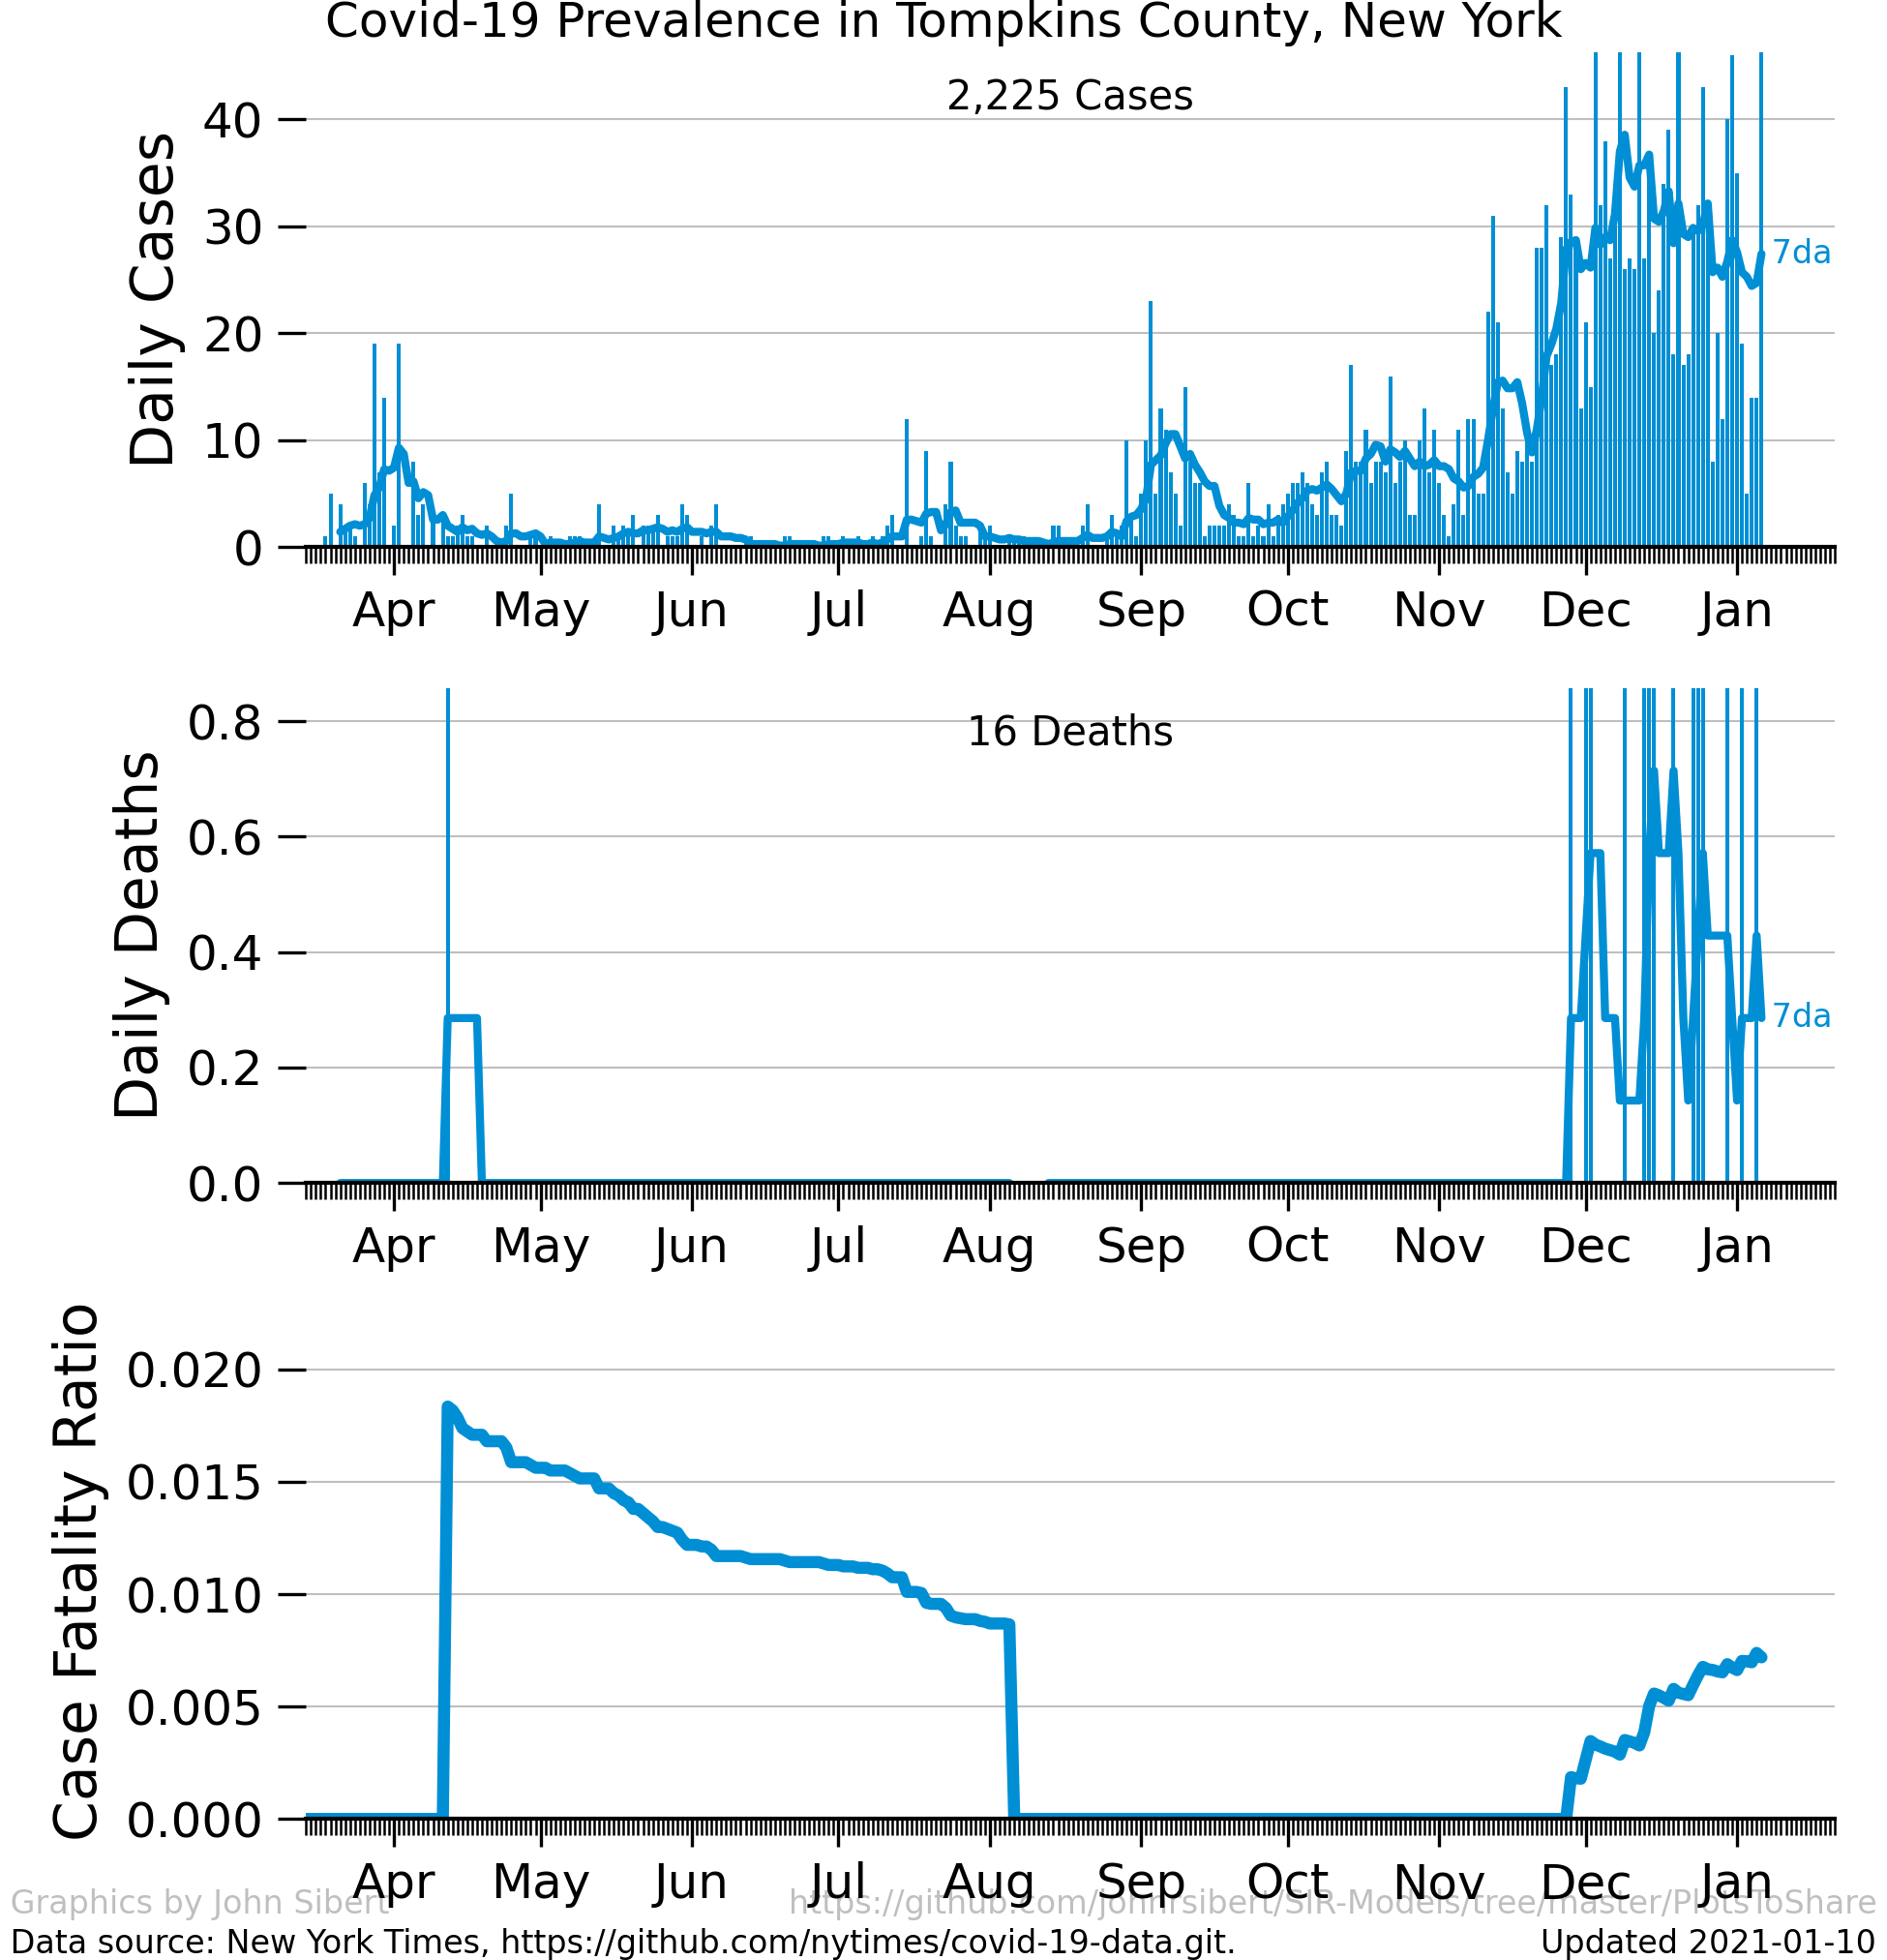 Covid-19 Prevalence in Tompkins County, New York
2,225 Cases
Daily Cases
40
30
20
10
0
7da
Apr May Jun Jul Aug Sep Oct Nov Dec Jan
16 Deaths
Daily Deaths
0.8
0.6
0.4
0.2
0.0
7da
Apr May Jun Jul Aug Sep Oct Nov Dec Jan
Case Fatality Ratio
0.020
0.015
0.010
0.005
0.000
Apr May Jun Jul Aug Sep Oct Nov Dec Jan
Graphics by John Sibert https://github.com/johnrsibert/SIR-Models/tree/master/PlotsToShare
Data source: New York Times, https://github.com/nytimes/covid-19-data.git. Updated 2021-01-10